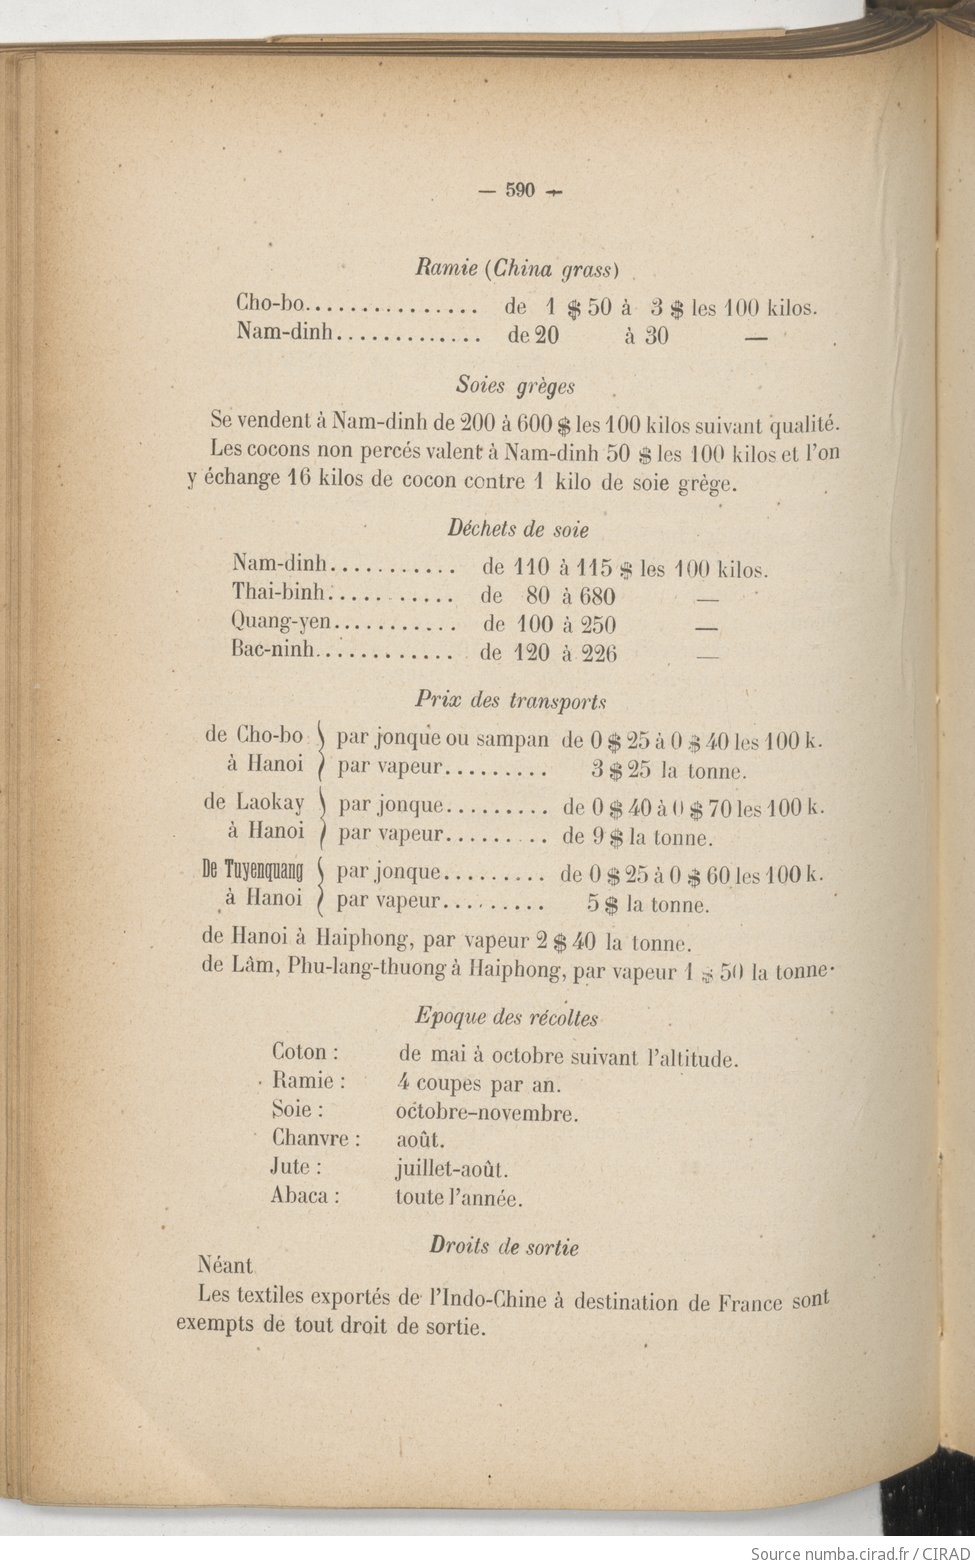 — 590 —
Ramie (China grass)
Cho-bo............... de 1 $ 50 à 3 $ les 100 kilos.
Nam-dinh............. de 20 à 30 —
Soies grèges
Se vendent à Nam-dinh de 200 à 600 $ les 100 kilos suivant qualité.
Les cocons non percés valent à Nam-dinh 50 $ les 100 kilos et l'on
y échange 16 kilos de cocon contre 1 kilo de soie grège.
Déchets de soie
Nam-dinh........... de 110 à 115 $ les 100 kilos.
Thai-binh........... de 80 à 680 —
Quang-yen........... de 100 à 250 —
Bac-ninh............ de 120 à 226 —
Prix des transports
de Cho-bo } par jonque ou sampan de 0 $ 25 à 0 $ 40 les 100 k.
à Hanoi } par vapeur......... 3 $ 25 la tonne.
de Laokay } par jonque......... de 0 $ 40 à 0 $ 70 les 100 k.
à Hanoi } par vapeur......... de 9 $ la tonne.
De Tuyenquang } par jonque......... de 0 $ 25 à 0 $ 60 les 100 k.
à Hanoi } par vapeur......... 5 $ la tonne.
de Hanoi à Haiphong, par vapeur 2 $ 40 la tonne.
de Lâm, Phu-lang-thuong à Haiphong, par vapeur 1 $ 50 la tonne.
Epoque des récoltes
Coton : de mai à octobre suivant l'altitude.
Ramie : 4 coupes par an.
Soie : octobre-novembre.
Chanvre : août.
Jute : juillet-août.
Abaca : toute l'année.
Droits de sortie
Néant
Les textiles exportés de l'Indo-Chine à destination de France sont
exempts de tout droit de sortie.
Source numba.cirad.fr / CIRAD